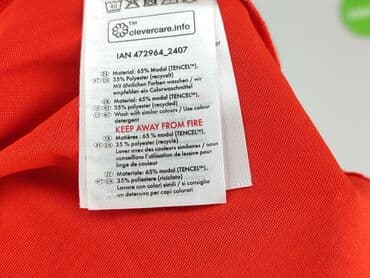 40
™
clevercare.info
IAN 472964_2407
Material: 65% Modal (TENCEL™),
35% Polyester (recycelt)
Mit ähnlichen Farben waschen / wir
empfehlen ein Colorwaschmittel
Material: 65% modal (TENCEL™),
35% polyester (recycled)
Wash with similar colours / Use colour
detergent
KEEP AWAY FROM FIRE
Matières : 65 % modal (TENCEL™),
35 % polyester (recyclé)
Laver avec des couleurs similaires / nous
recommandons l'utilisation de lessive pour
linge de couleur
Materiale: 65% modal (TENCEL™),
35% poliestere (riciclato)
Lavare con colori simili / si consiglia
un detersivo per capi colorati